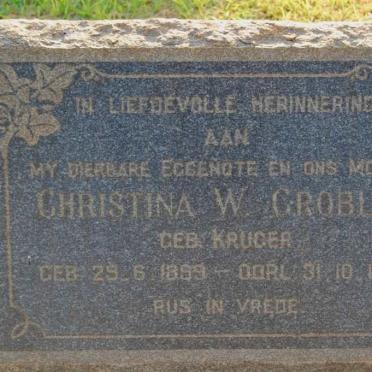 IN LIEFDEVOLLE HERINNERING
AAN
MY DIERBARE EGGENOTE EN ONS MO
CHRISTINA W. GROBL
GEB. KRUGER.
GEB. 29·6·1899 – OORL. 31·10·1
RUS IN VREDE.